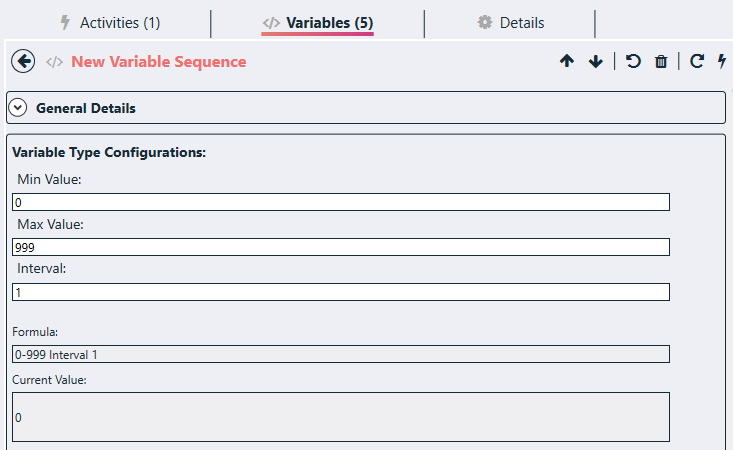 Activities (1)
</> Variables (5)
Details
</> New Variable Sequence
General Details
Variable Type Configurations:
Min Value:
0
Max Value:
999
Interval:
1
Formula:
0-999 Interval 1
Current Value:
0